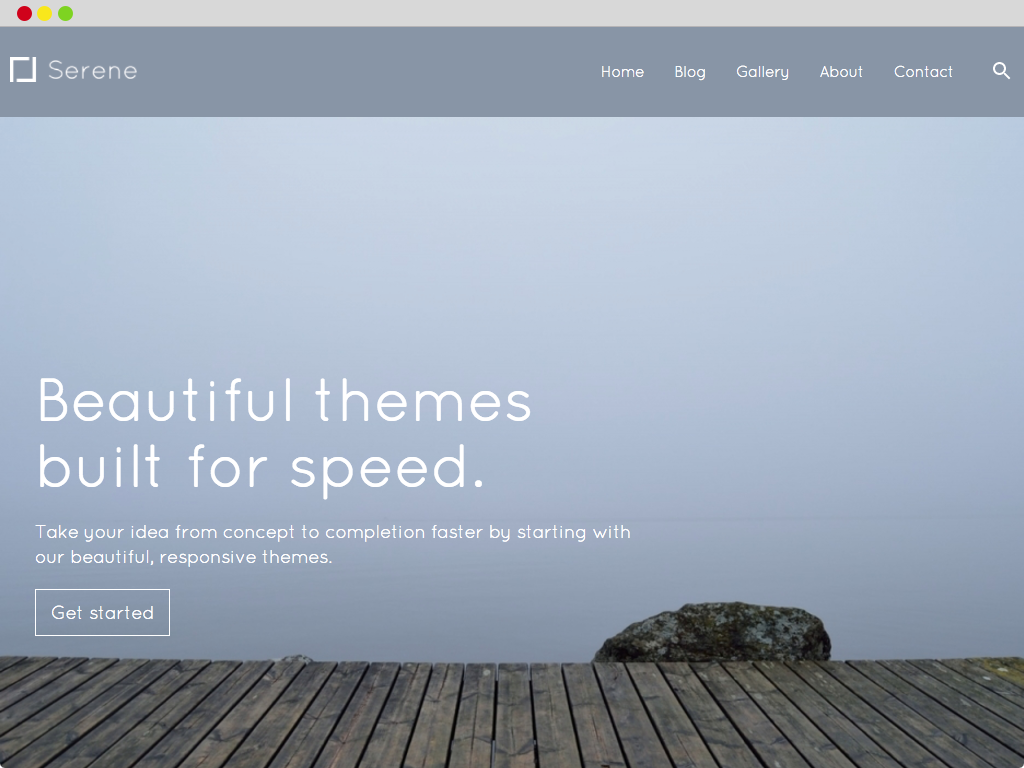 Serene
Home Blog Gallery About Contact
Beautiful themes
built for speed.
Take your idea from concept to completion faster by starting with
our beautiful, responsive themes.
Get started